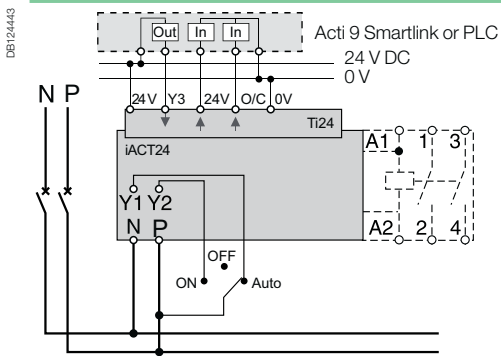 DB124443
Out In In Acti 9 Smartlink or PLC
24 V DC
0 V
N P
24V Y3 24V O/C 0V
Ti24
iACT24
A1 1 3
Y1 Y2
N P
A2 2 4
OFF
ON Auto